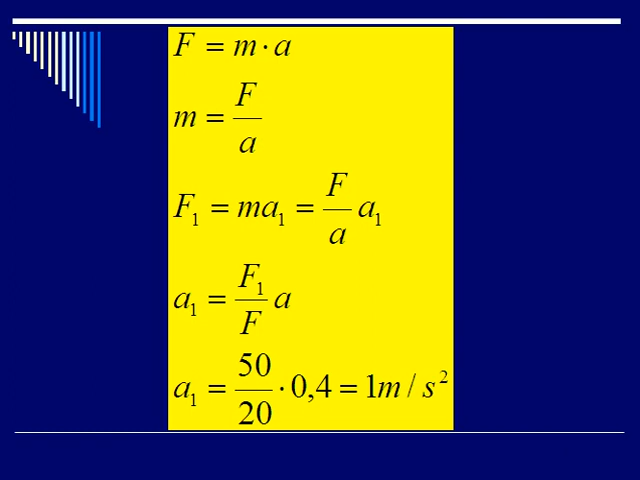 F = m · a
m = F/a
F₁ = ma₁ = F/a a₁
a₁ = F₁/F a
a₁ = 50/20 · 0,4 = 1m / s²